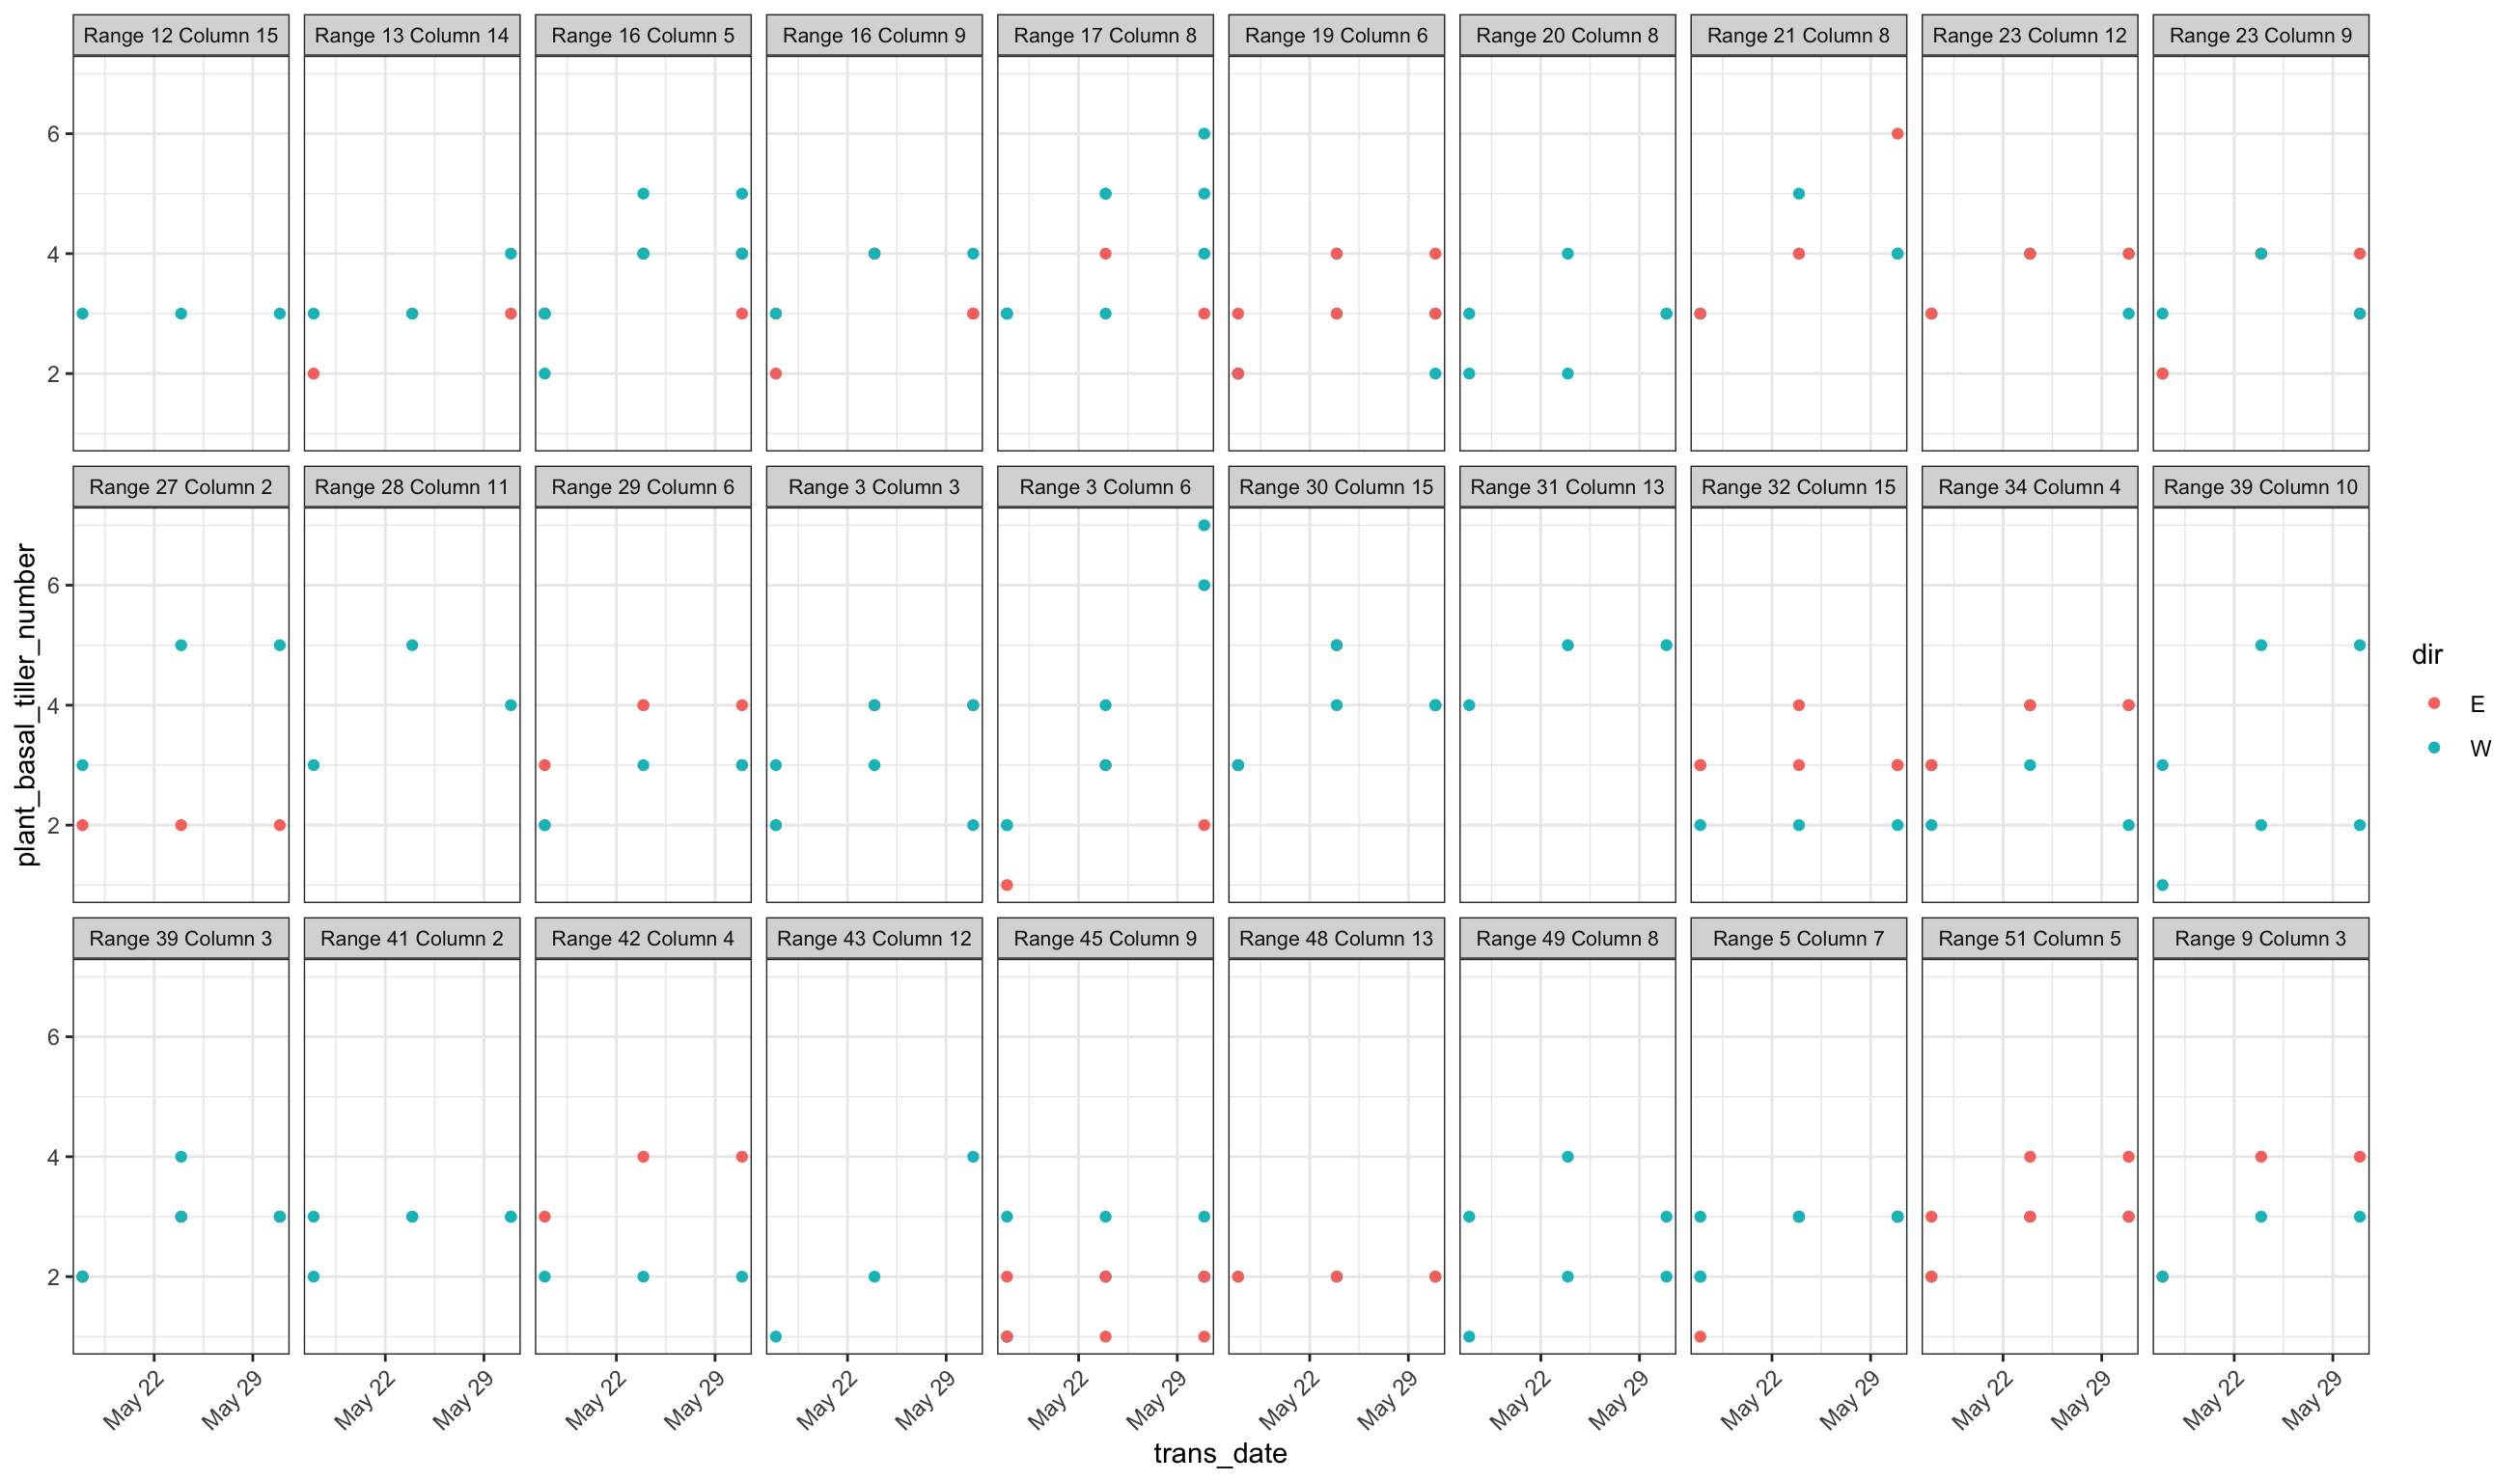 Range 12 Column 15
Range 13 Column 14
Range 16 Column 5
Range 16 Column 9
Range 17 Column 8
Range 19 Column 6
Range 20 Column 8
Range 21 Column 8
Range 23 Column 12
Range 23 Column 9
6
4
2
Range 27 Column 2
Range 28 Column 11
Range 29 Column 6
Range 3 Column 3
Range 3 Column 6
Range 30 Column 15
Range 31 Column 13
Range 32 Column 15
Range 34 Column 4
Range 39 Column 10
plant_basal_tiller_number
6
4
2
dir
E
W
Range 39 Column 3
Range 41 Column 2
Range 42 Column 4
Range 43 Column 12
Range 45 Column 9
Range 48 Column 13
Range 49 Column 8
Range 5 Column 7
Range 51 Column 5
Range 9 Column 3
6
4
2
May 22
May 29
May 22
May 29
May 22
May 29
May 22
May 29
May 22
May 29
May 22
May 29
May 22
May 29
May 22
May 29
May 22
May 29
May 22
May 29
trans_date